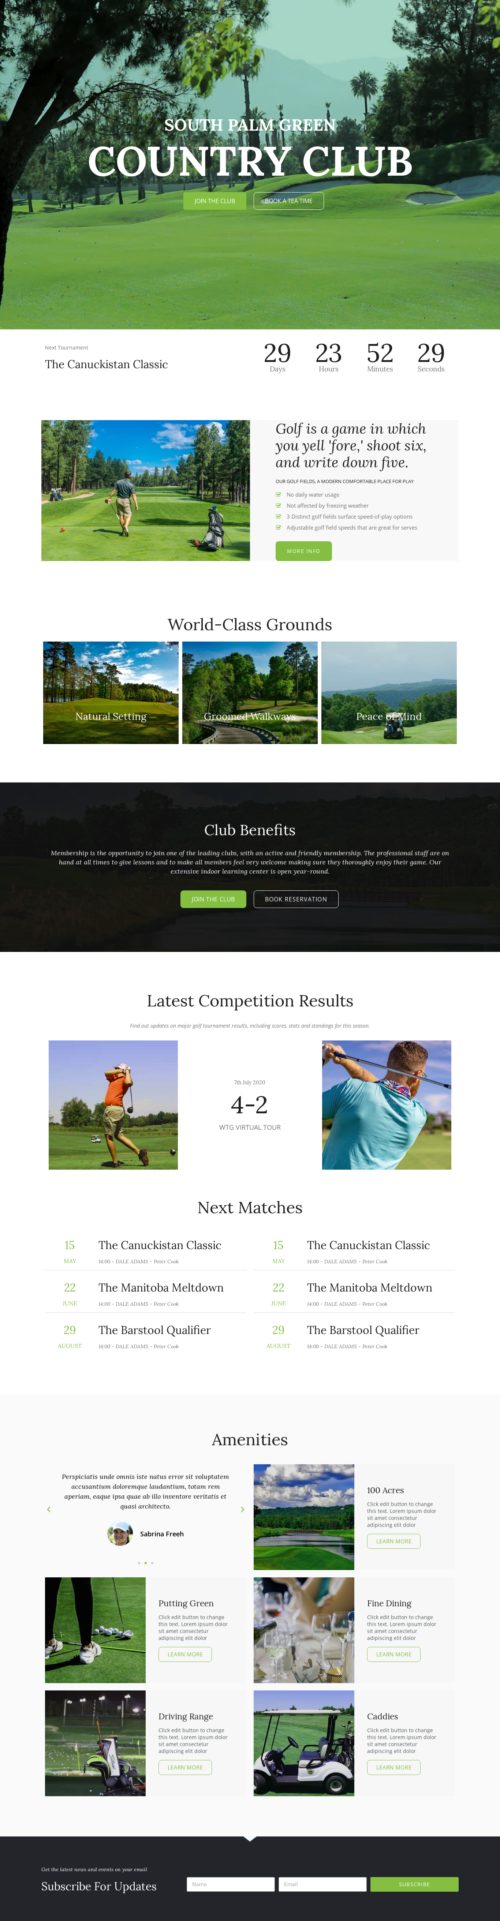 SOUTH PALM GREEN
COUNTRY CLUB
JOIN THE CLUB
BOOK A TEA TIME
Next Tournament
The Canuckistan Classic
29 23 52 29
Days Hours Minutes Seconds
Golf is a game in which
you yell 'fore,' shoot six,
and write down five.
OUR GOLF FIELDS, A MODERN COMFORTABLE PLACE FOR PLAY
No daily water usage
Not affected by freezing weather
3 Distinct golf fields surface speed-of-play options
Adjustable golf field speeds that are great for serves
MORE INFO
World-Class Grounds
Natural Setting
Groomed Walkways
Peace of Mind
Club Benefits
Membership is the opportunity to join one of the leading clubs, with an active and friendly membership. The professional staff are on
hand at all times to give lessons and to make all members feel very welcome making sure they thoroughly enjoy their game. Our
extensive indoor learning center is open year-round.
JOIN THE CLUB
BOOK RESERVATION
Latest Competition Results
Find out updates on major golf tournament results, including scores, stats and standings for this season.
7th July 2020
4-2
WTG VIRTUAL TOUR
Next Matches
15 The Canuckistan Classic
MAY 14:00 - DALE ADAMS - Peter Cook
22 The Manitoba Meltdown
JUNE 14:00 - DALE ADAMS - Peter Cook
29 The Barstool Qualifier
AUGUST 14:00 - DALE ADAMS - Peter Cook
15 The Canuckistan Classic
MAY 14:00 - DALE ADAMS - Peter Cook
22 The Manitoba Meltdown
JUNE 14:00 - DALE ADAMS - Peter Cook
29 The Barstool Qualifier
AUGUST 14:00 - DALE ADAMS - Peter Cook
Amenities
Perspiciatis unde omnis iste natus error sit voluptatem
accusantium doloremque laudantium, totam rem
aperiam, eaque ipsa quae ab illo inventore veritatis et
quasi architecto.
Sabrina Freeh
100 Acres
Click edit button to change
this text. Lorem ipsum dolor
sit amet consectetur
adipiscing elit dolor
LEARN MORE
Putting Green
Click edit button to change
this text. Lorem ipsum dolor
sit amet consectetur
adipiscing elit dolor
LEARN MORE
Fine Dining
Click edit button to change
this text. Lorem ipsum dolor
sit amet consectetur
adipiscing elit dolor
LEARN MORE
Driving Range
Click edit button to change
this text. Lorem ipsum dolor
sit amet consectetur
adipiscing elit dolor
LEARN MORE
Caddies
Click edit button to change
this text. Lorem ipsum dolor
sit amet consectetur
adipiscing elit dolor
LEARN MORE
Get the latest news and events on your email
Subscribe For Updates
Name
Email
SUBSCRIBE